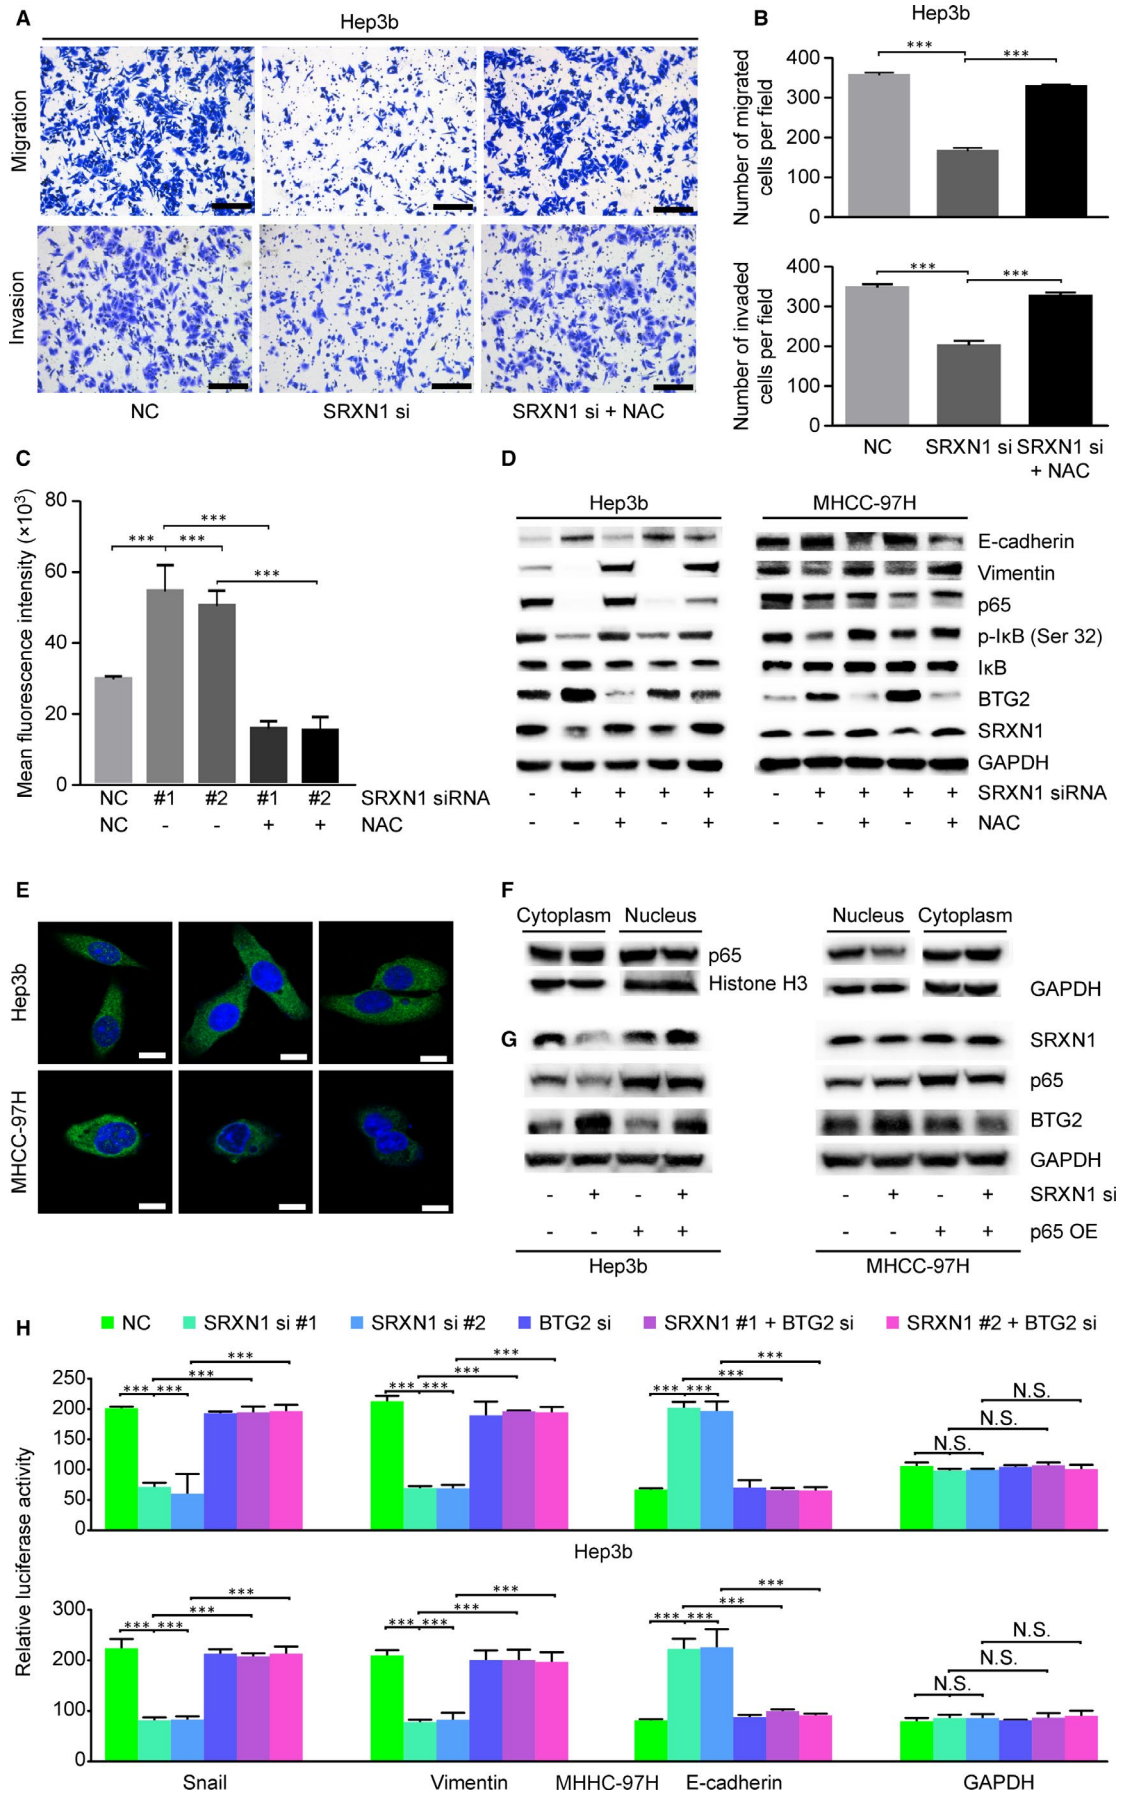 A
Hep3b
Migration
Invasion
NC
SRXN1 si
SRXN1 si + NAC
B
Hep3b
Number of migrated
cells per field
400
300
200
100
0
***
***
Number of invaded
cells per field
400
300
200
100
0
***
***
NC
SRXN1 si
SRXN1 si
+ NAC
C
Mean fluorescence intensity (×10³)
80
60
40
20
0
***
***
***
***
NC #1 #2 #1 #2 SRXN1 siRNA
NC - - + + NAC
D
Hep3b
MHCC-97H
E-cadherin
Vimentin
p65
p-IκB (Ser 32)
IκB
BTG2
SRXN1
GAPDH
- + + + + - + + + + SRXN1 siRNA
- - + - + - - + - + NAC
E
Hep3b
MHCC-97H
F
Cytoplasm Nucleus
Nucleus Cytoplasm
p65
Histone H3
GAPDH
G
SRXN1
p65
BTG2
GAPDH
- + - + - + - + SRXN1 si
- - + + - - + + p65 OE
Hep3b
MHCC-97H
H
NC SRXN1 si #1 SRXN1 si #2 BTG2 si SRXN1 #1 + BTG2 si SRXN1 #2 + BTG2 si
Relative luciferase activity
250
200
150
100
50
0
*** ***
***
***
*** ***
***
***
*** ***
***
***
N.S.
N.S.
N.S.
Hep3b
300
200
100
0
*** ***
***
***
*** ***
***
***
*** ***
***
***
N.S.
N.S.
N.S.
Snail Vimentin MHHC-97H E-cadherin GAPDH